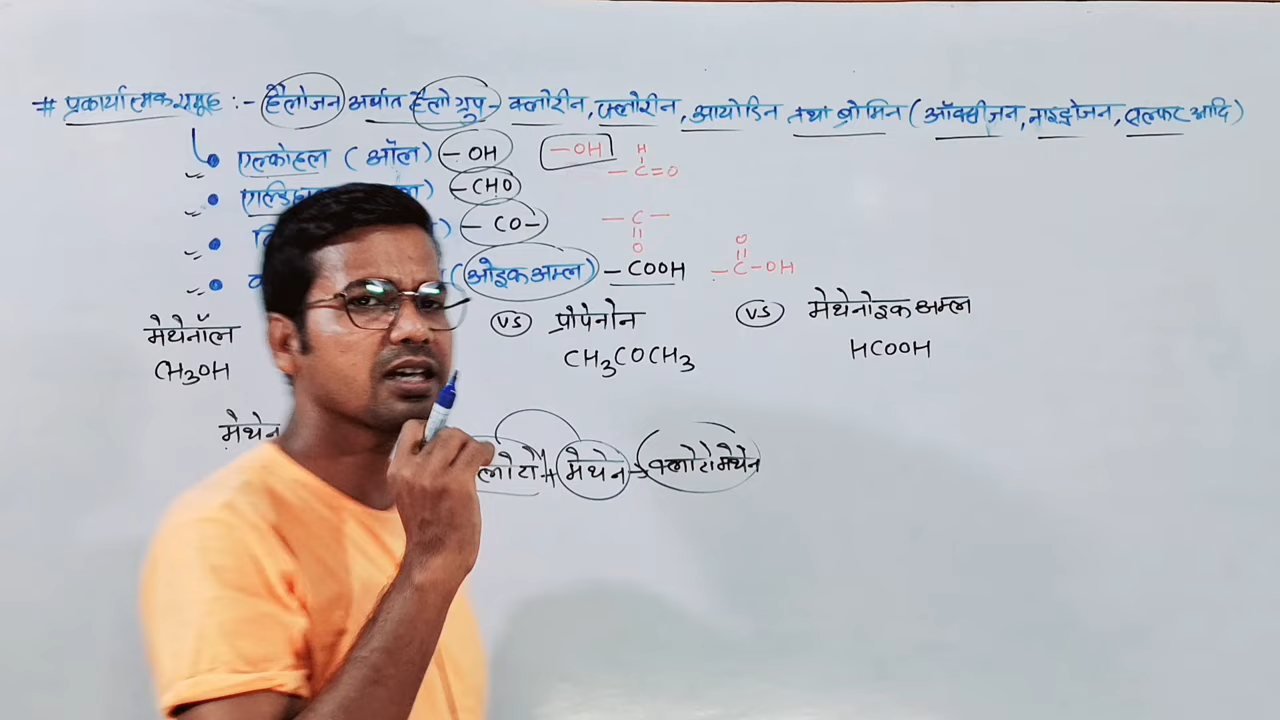 # प्रकार्यात्मक समूह :- हैलोजन अर्थात हैलो ग्रुप - क्लोरीन, फ्लोरीन, आयोडिन तथा ब्रोमिन ( ऑक्सीजन, नाइट्रोजन, सल्फर आदि )
एल्कोहल ( ऑल ) - OH -OH H
- CHO - C = O
- CO - - C -
O
( ओइक अम्ल ) - COOH O
- C - OH
मेथेनॉल VS प्रोपेनोन VS मेथेनोइक अम्ल
CH3OH CH3COCH3 HCOOH
मेथेन + मेथेन → क्लोरोमेथेन